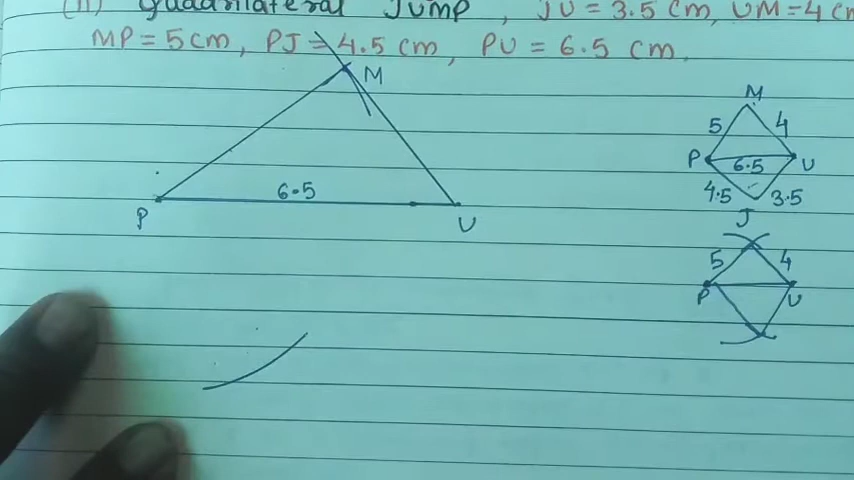 (ii) Quadrilateral JUMP, JU = 3.5 cm, UM = 4 cm
MP = 5 cm, PJ = 4.5 cm, PU = 6.5 cm.
M
6.5
P
U
M
5
4
P
6.5
U
4.5
3.5
J
5
4
P
U